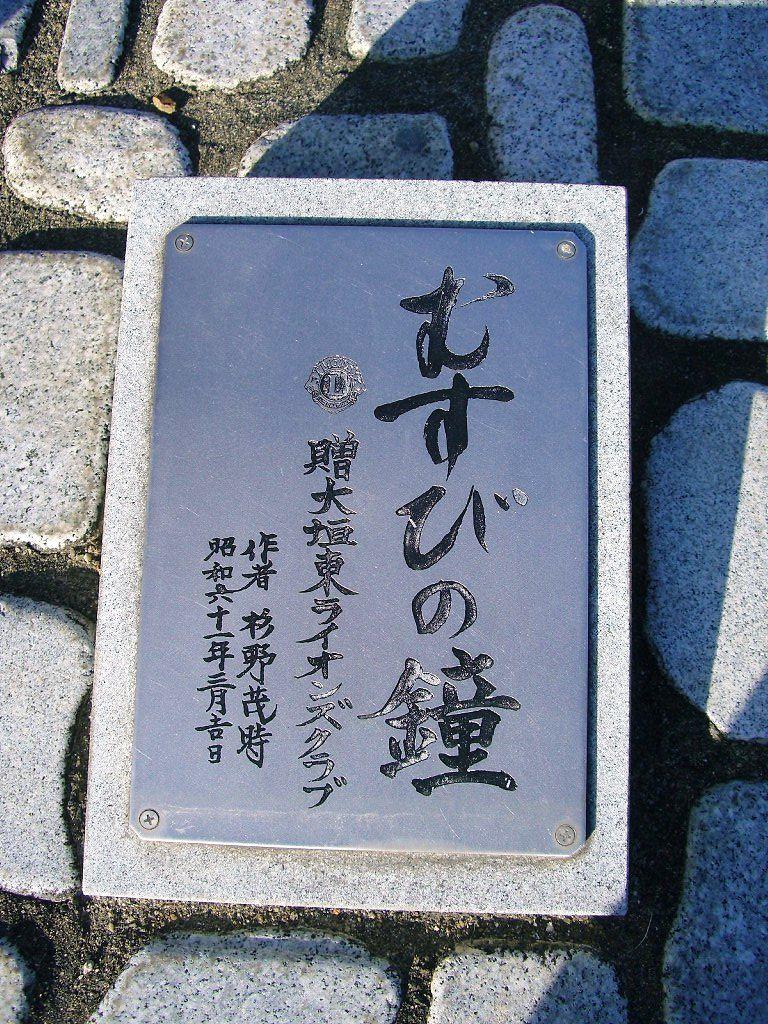 むすびの鐘
贈大垣東ライオンズクラブ
作者 杉野茂時
昭和六十一年三月吉日
L